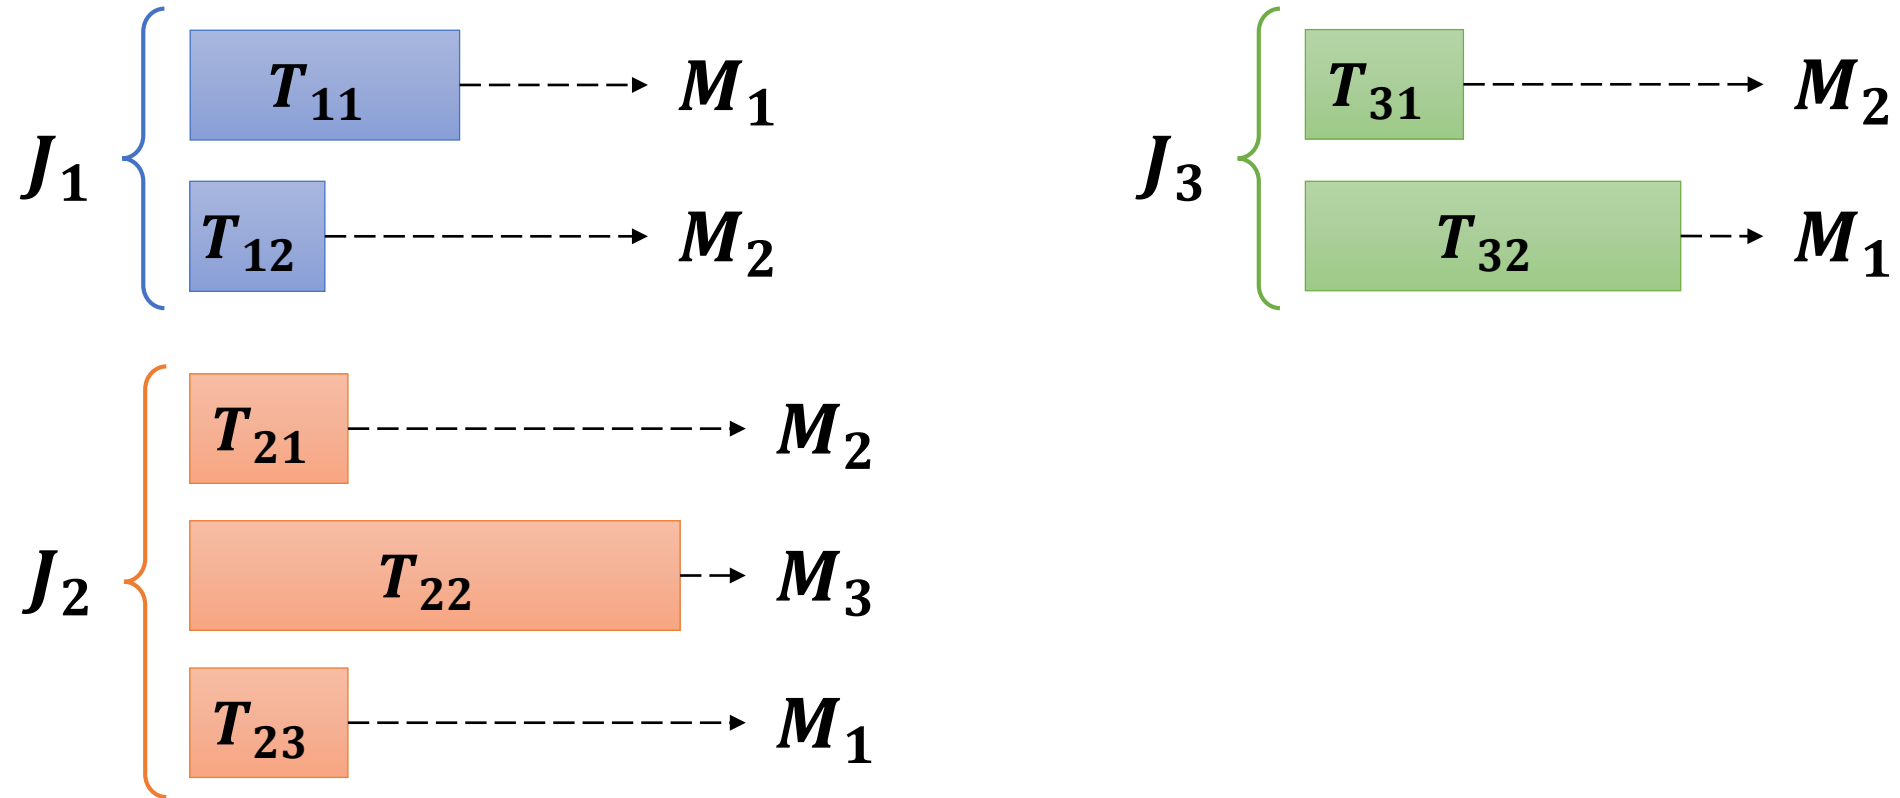 J₁
T₁₁ M₁
T₁₂ M₂
J₂
T₂₁ M₂
T₂₂ M₃
T₂₃ M₁
J₃
T₃₁ M₂
T₃₂ M₁